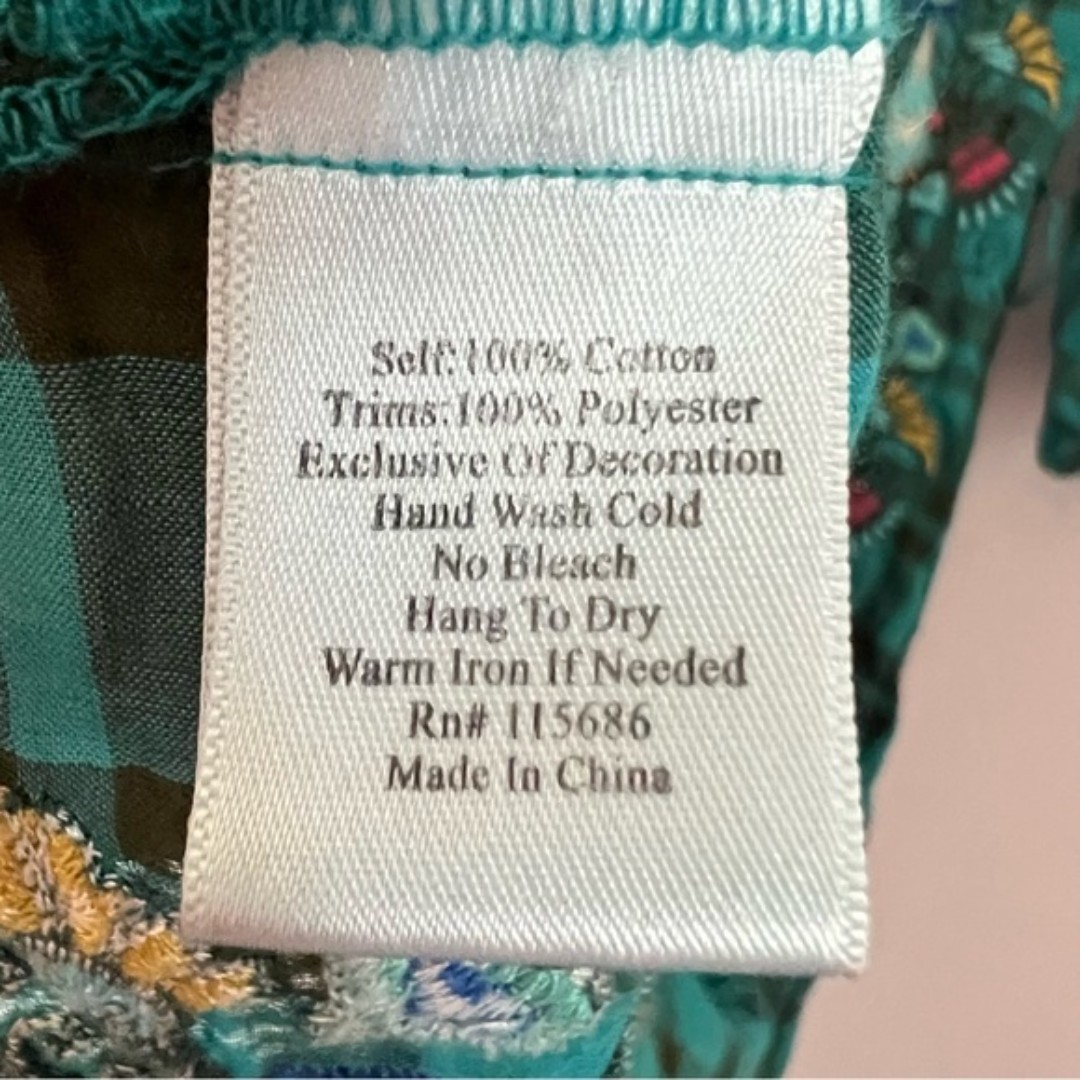 Self:100% Cotton
Trims:100% Polyester
Exclusive Of Decoration
Hand Wash Cold
No Bleach
Hang To Dry
Warm Iron If Needed
Rn# 115686
Made In China